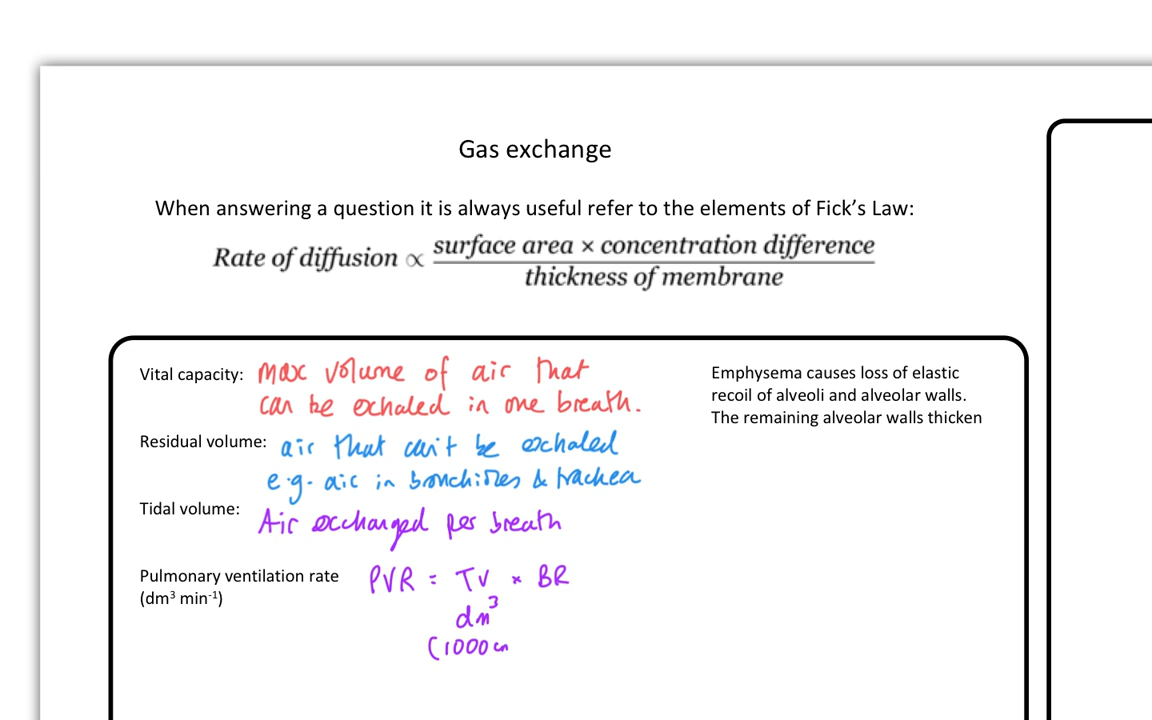 Gas exchange
When answering a question it is always useful refer to the elements of Fick's Law:
Rate of diffusion ∝ surface area × concentration difference / thickness of membrane
Vital capacity: max volume of air that
can be exhaled in one breath.
Residual volume: air that can't be exhaled
e.g. air in bronchioles & trachea
Tidal volume: Air exchanged per breath
Pulmonary ventilation rate PVR = TV × BR
(dm³ min⁻¹) dm³
(1000 cm
Emphysema causes loss of elastic
recoil of alveoli and alveolar walls.
The remaining alveolar walls thicken